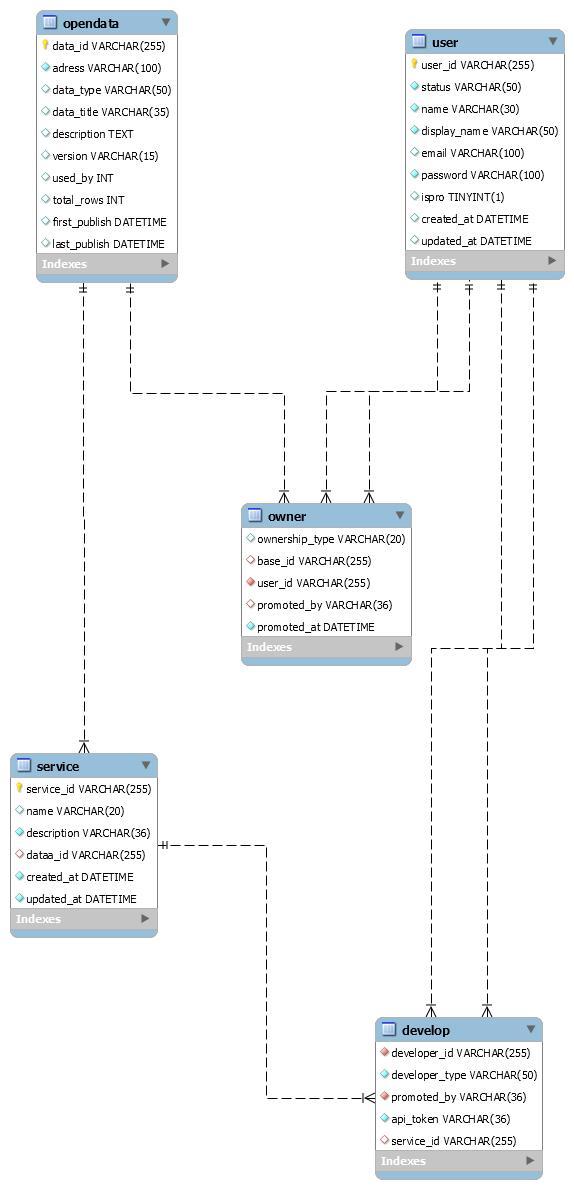 opendata
data_id VARCHAR(255)
adress VARCHAR(100)
data_type VARCHAR(50)
data_title VARCHAR(35)
description TEXT
version VARCHAR(15)
used_by INT
total_rows INT
first_publish DATETIME
last_publish DATETIME
Indexes
user
user_id VARCHAR(255)
status VARCHAR(50)
name VARCHAR(30)
display_name VARCHAR(50)
email VARCHAR(100)
password VARCHAR(100)
ispro TINYINT(1)
created_at DATETIME
updated_at DATETIME
Indexes
owner
ownership_type VARCHAR(20)
base_id VARCHAR(255)
user_id VARCHAR(255)
promoted_by VARCHAR(36)
promoted_at DATETIME
Indexes
service
service_id VARCHAR(255)
name VARCHAR(20)
description VARCHAR(36)
dataa_id VARCHAR(255)
created_at DATETIME
updated_at DATETIME
Indexes
develop
developer_id VARCHAR(255)
developer_type VARCHAR(50)
promoted_by VARCHAR(36)
api_token VARCHAR(36)
service_id VARCHAR(255)
Indexes